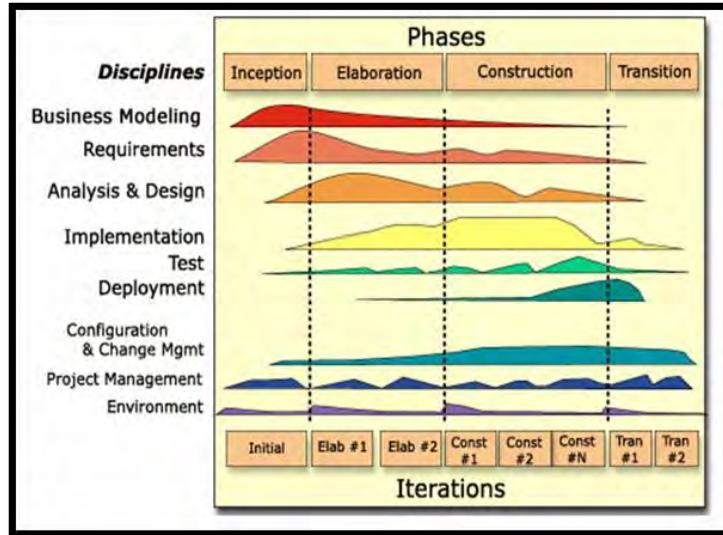 Phases
Disciplines
Inception
Elaboration
Construction
Transition
Business Modeling
Requirements
Analysis & Design
Implementation
Test
Deployment
Configuration
& Change Mgmt
Project Management
Environment
Initial
Elab #1
Elab #2
Const
#1
Const
#2
Const
#N
Tran
#1
Tran
#2
Iterations